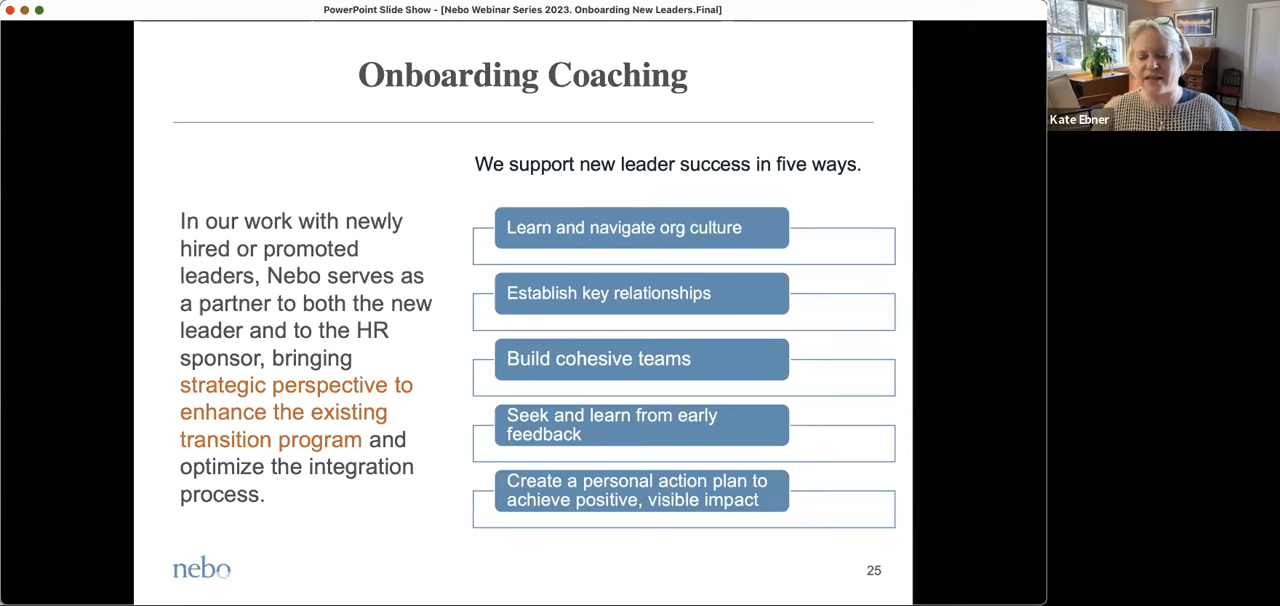 PowerPoint Slide Show - [Nebo Webinar Series 2023. Onboarding New Leaders.Final]
Kate Ebner
Onboarding Coaching
We support new leader success in five ways.
In our work with newly
hired or promoted
leaders, Nebo serves as
a partner to both the new
leader and to the HR
sponsor, bringing
strategic perspective to
enhance the existing
transition program and
optimize the integration
process.
Learn and navigate org culture
Establish key relationships
Build cohesive teams
Seek and learn from early
feedback
Create a personal action plan to
achieve positive, visible impact
nebo
25